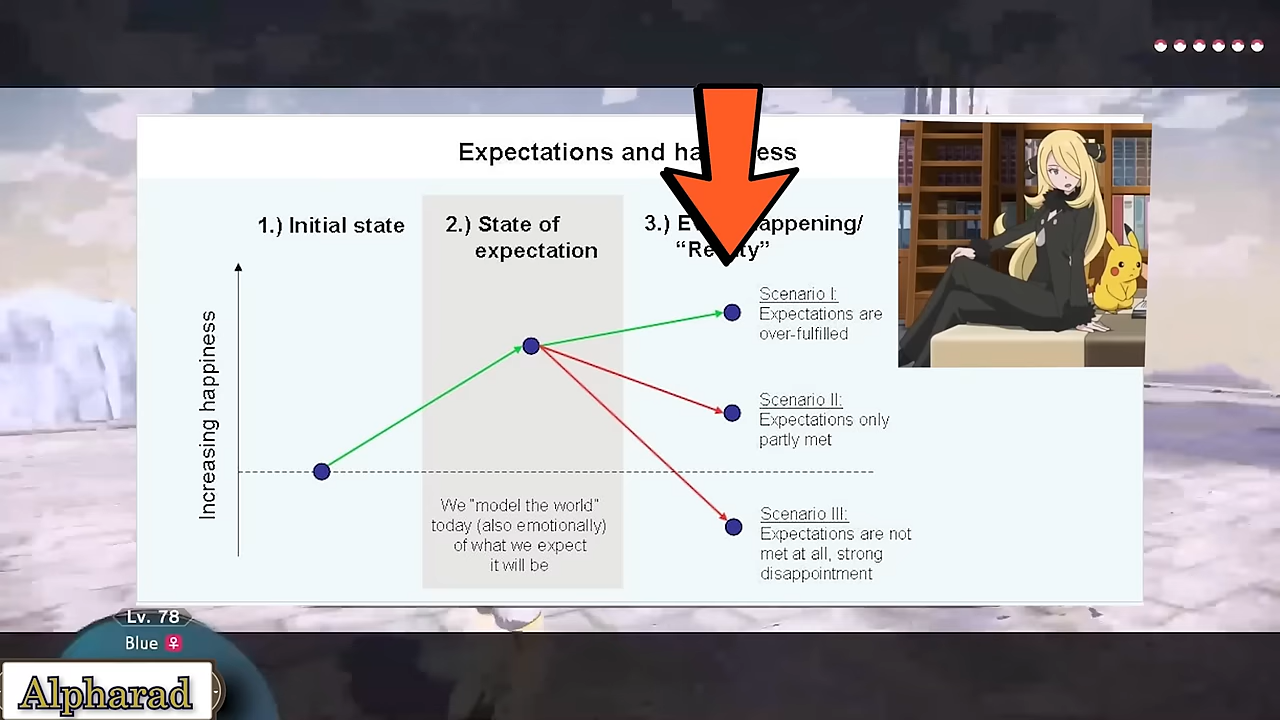 Expectations and ha ess
1.) Initial state
2.) State of
expectation
3.) E appening/
“Re ty”
Increasing happiness
Scenario I:
Expectations are
over-fulfilled
Scenario II:
Expectations only
partly met
Scenario III:
Expectations are not
met at all, strong
disappointment
We "model the world"
today (also emotionally)
of what we expect
it will be
Lv. 78
Blue ♀
Alpharad